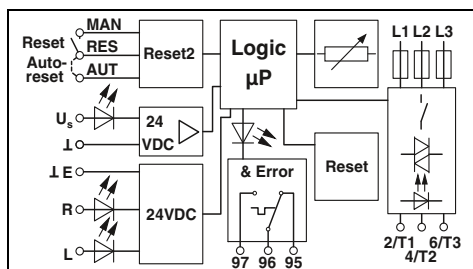 MAN
Reset
RES
Auto-
reset
AUT
Reset2
Logic
µP
L1 L2 L3
Us
24
VDC
⊥
⊥ E
R
L
24VDC
& Error
97 96 95
Reset
2/T1 6/T3
4/T2